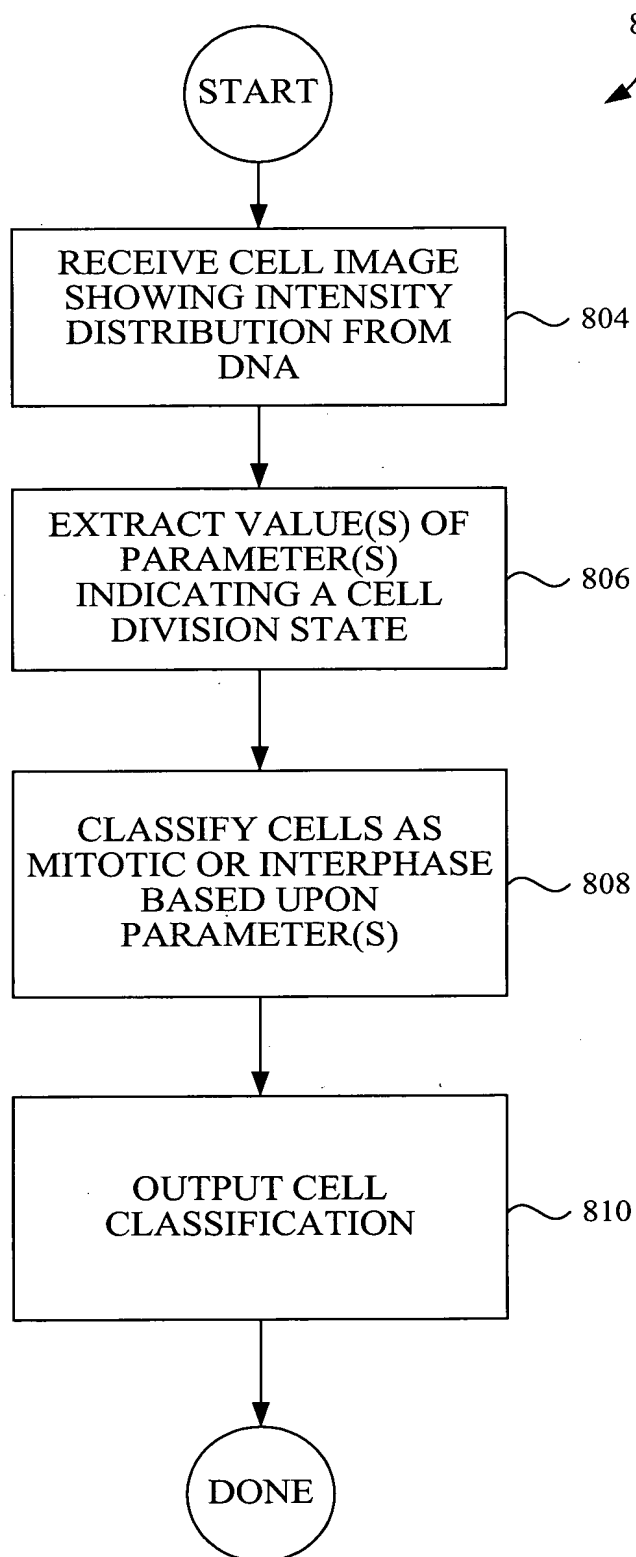 START
RECEIVE CELL IMAGE
SHOWING INTENSITY
DISTRIBUTION FROM
DNA
804
EXTRACT VALUE(S) OF
PARAMETER(S)
INDICATING A CELL
DIVISION STATE
806
CLASSIFY CELLS AS
MITOTIC OR INTERPHASE
BASED UPON
PARAMETER(S)
808
OUTPUT CELL
CLASSIFICATION
810
DONE